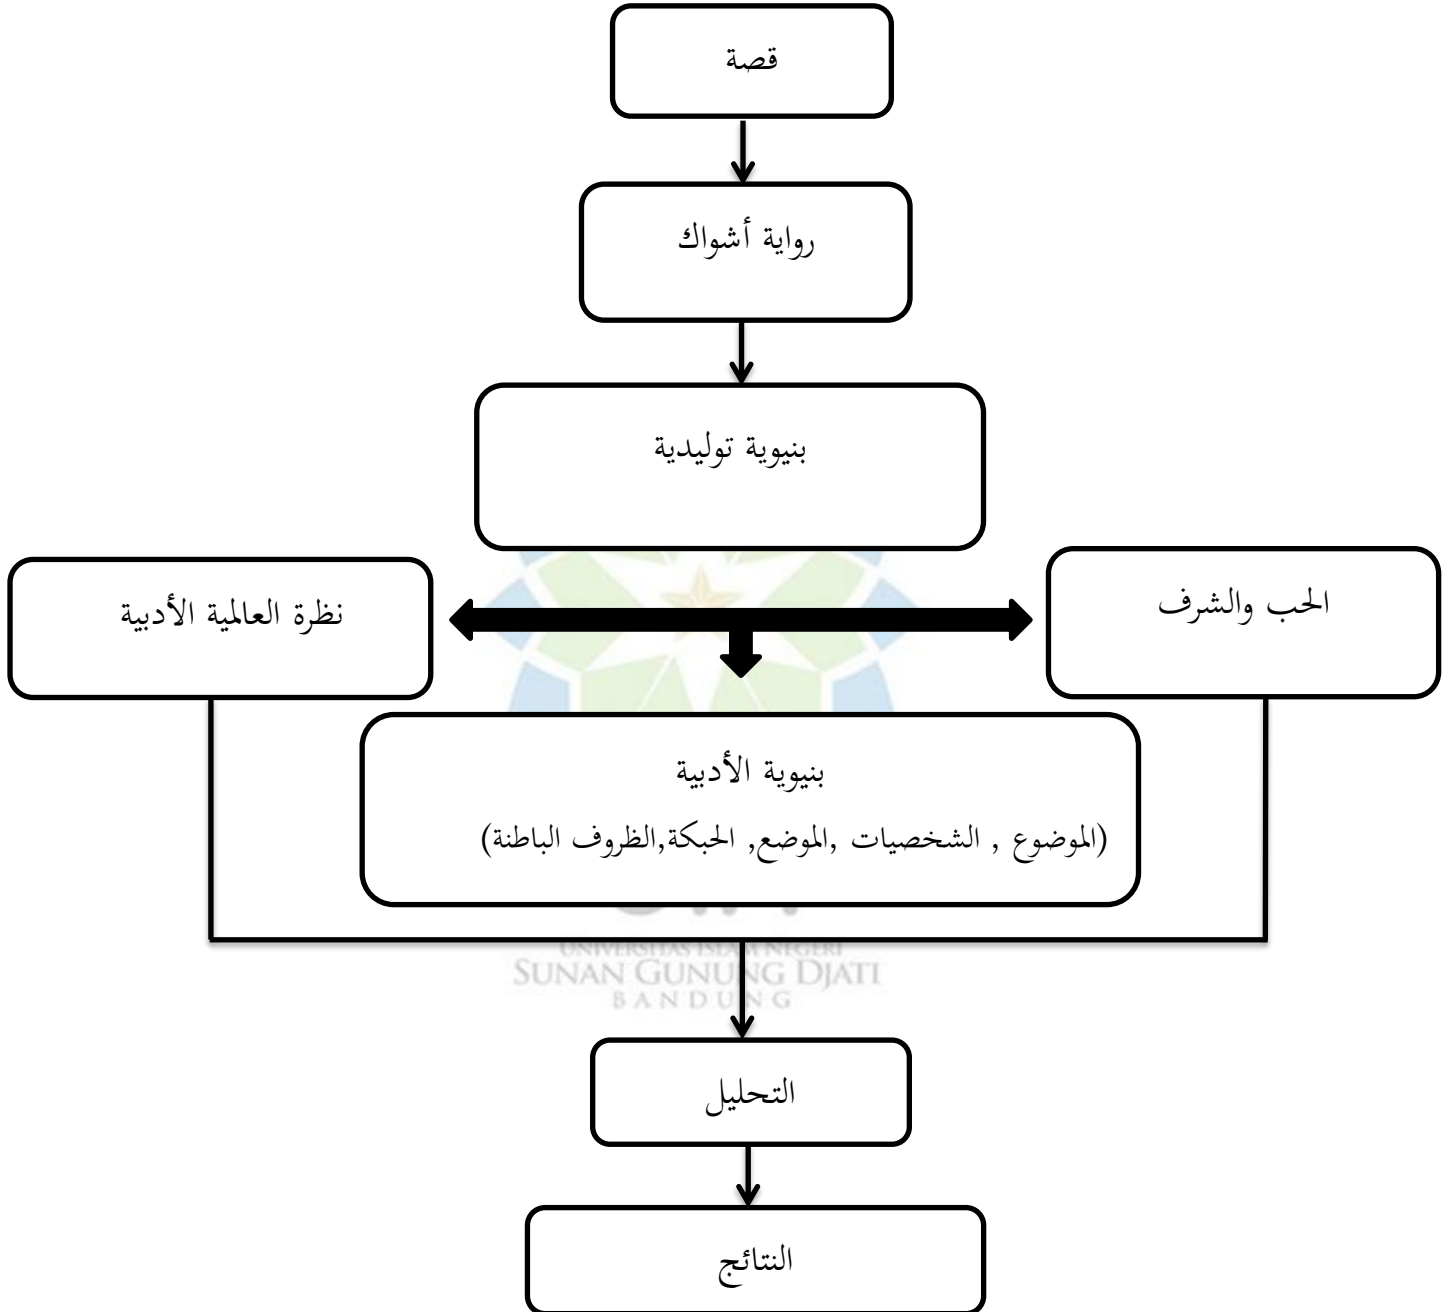 قصة
رواية أشواك
بنيوية توليدية
الحب والشرف
نظرة العالمية الأدبية
بنيوية الأدبية
(الموضوع , الشخصيات ,الموضع, الحبكة,الظروف الباطنة)
UNIVERSITAS ISLAM NEGERI
SUNAN GUNUNG DJATI
BANDUNG
التحليل
النتائج